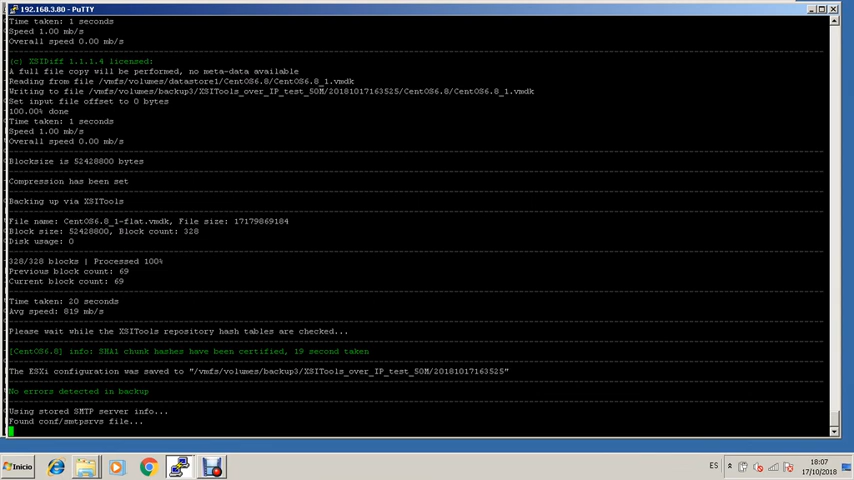 192.168.3.80 - PuTTY
Time taken: 1 seconds
Speed 1.00 mb/s
Overall speed 0.00 mb/s
(c) XSIDiff 1.1.1.4 licensed:
A full file copy will be performed, no meta-data available
Reading from file /vmfs/volumes/datastore1/CentOS6.8/CentOS6.8_1.vmdk
Writing to file /vmfs/volumes/backup3/XSITools_over_IP_test_50M/20181017163525/CentOS6.8/CentOS6.8_1.vmdk
Set input file offset to 0 bytes
100.00% done
Time taken: 1 seconds
Speed 1.00 mb/s
Overall speed 0.00 mb/s
Blocksize is 52428800 bytes
Compression has been set
Backing up via XSITools
File name: CentOS6.8_1-flat.vmdk, File size: 17179869184
Block size: 52428800, Block count: 328
Disk usage: 0
328/328 blocks | Processed 100%
Previous block count: 69
Current block count: 69
Time taken: 20 seconds
Avg speed: 819 mb/s
Please wait while the XSITools repository hash tables are checked...
[CentOS6.8] info: SHA1 chunk hashes have been certified, 19 second taken
The ESXi configuration was saved to "/vmfs/volumes/backup3/XSITools_over_IP_test_50M/20181017163525"
No errors detected in backup
Using stored SMTP server info...
Found conf/smtpsrvs file...
Inicio
ES
18:07
17/10/2018